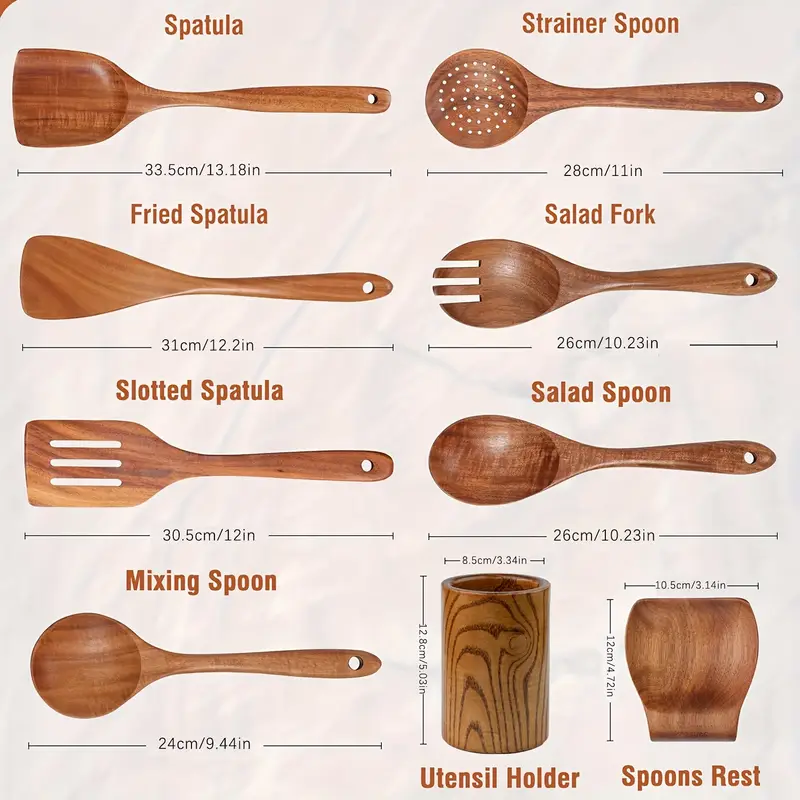 Spatula
33.5cm/13.18in
Strainer Spoon
28cm/11in
Fried Spatula
31cm/12.2in
Salad Fork
26cm/10.23in
Slotted Spatula
30.5cm/12in
Salad Spoon
26cm/10.23in
Mixing Spoon
24cm/9.44in
8.5cm/3.34in
12.8cm/5.03in
Utensil Holder
10.5cm/3.14in
12cm/4.72in
Spoons Rest